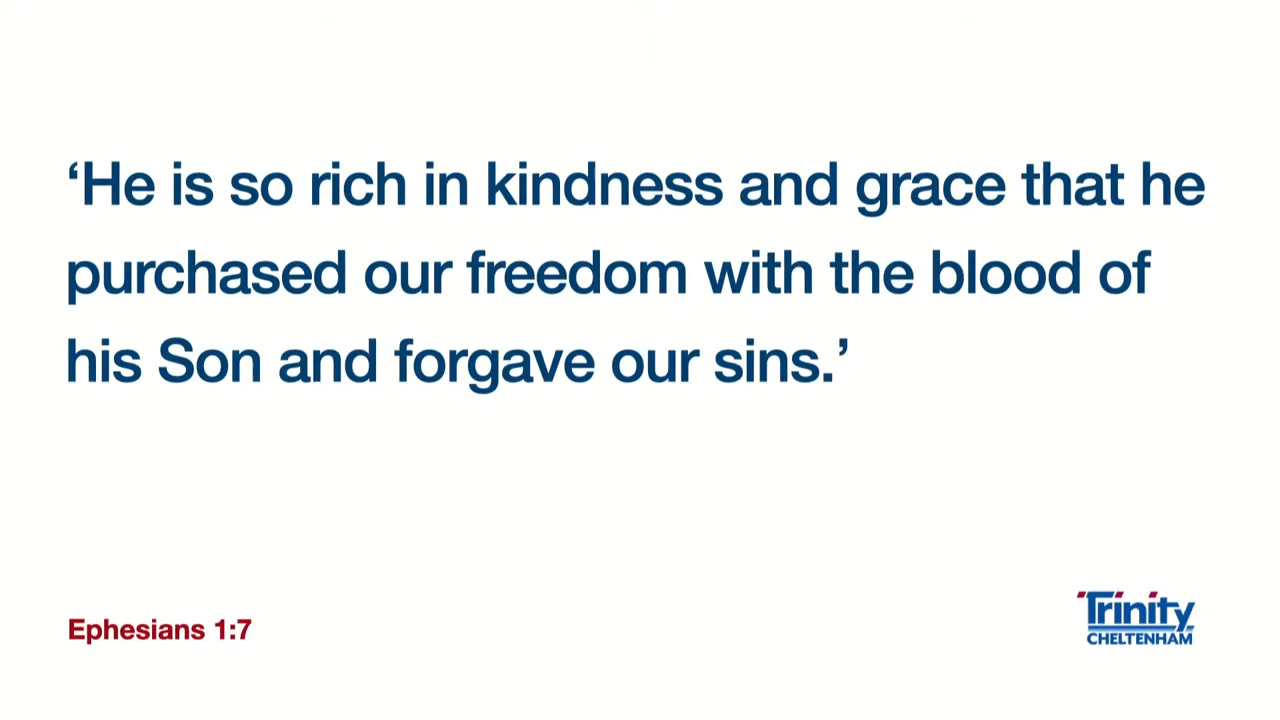 ‘He is so rich in kindness and grace that he
purchased our freedom with the blood of
his Son and forgave our sins.’
Ephesians 1:7
Trinity
CHELTENHAM